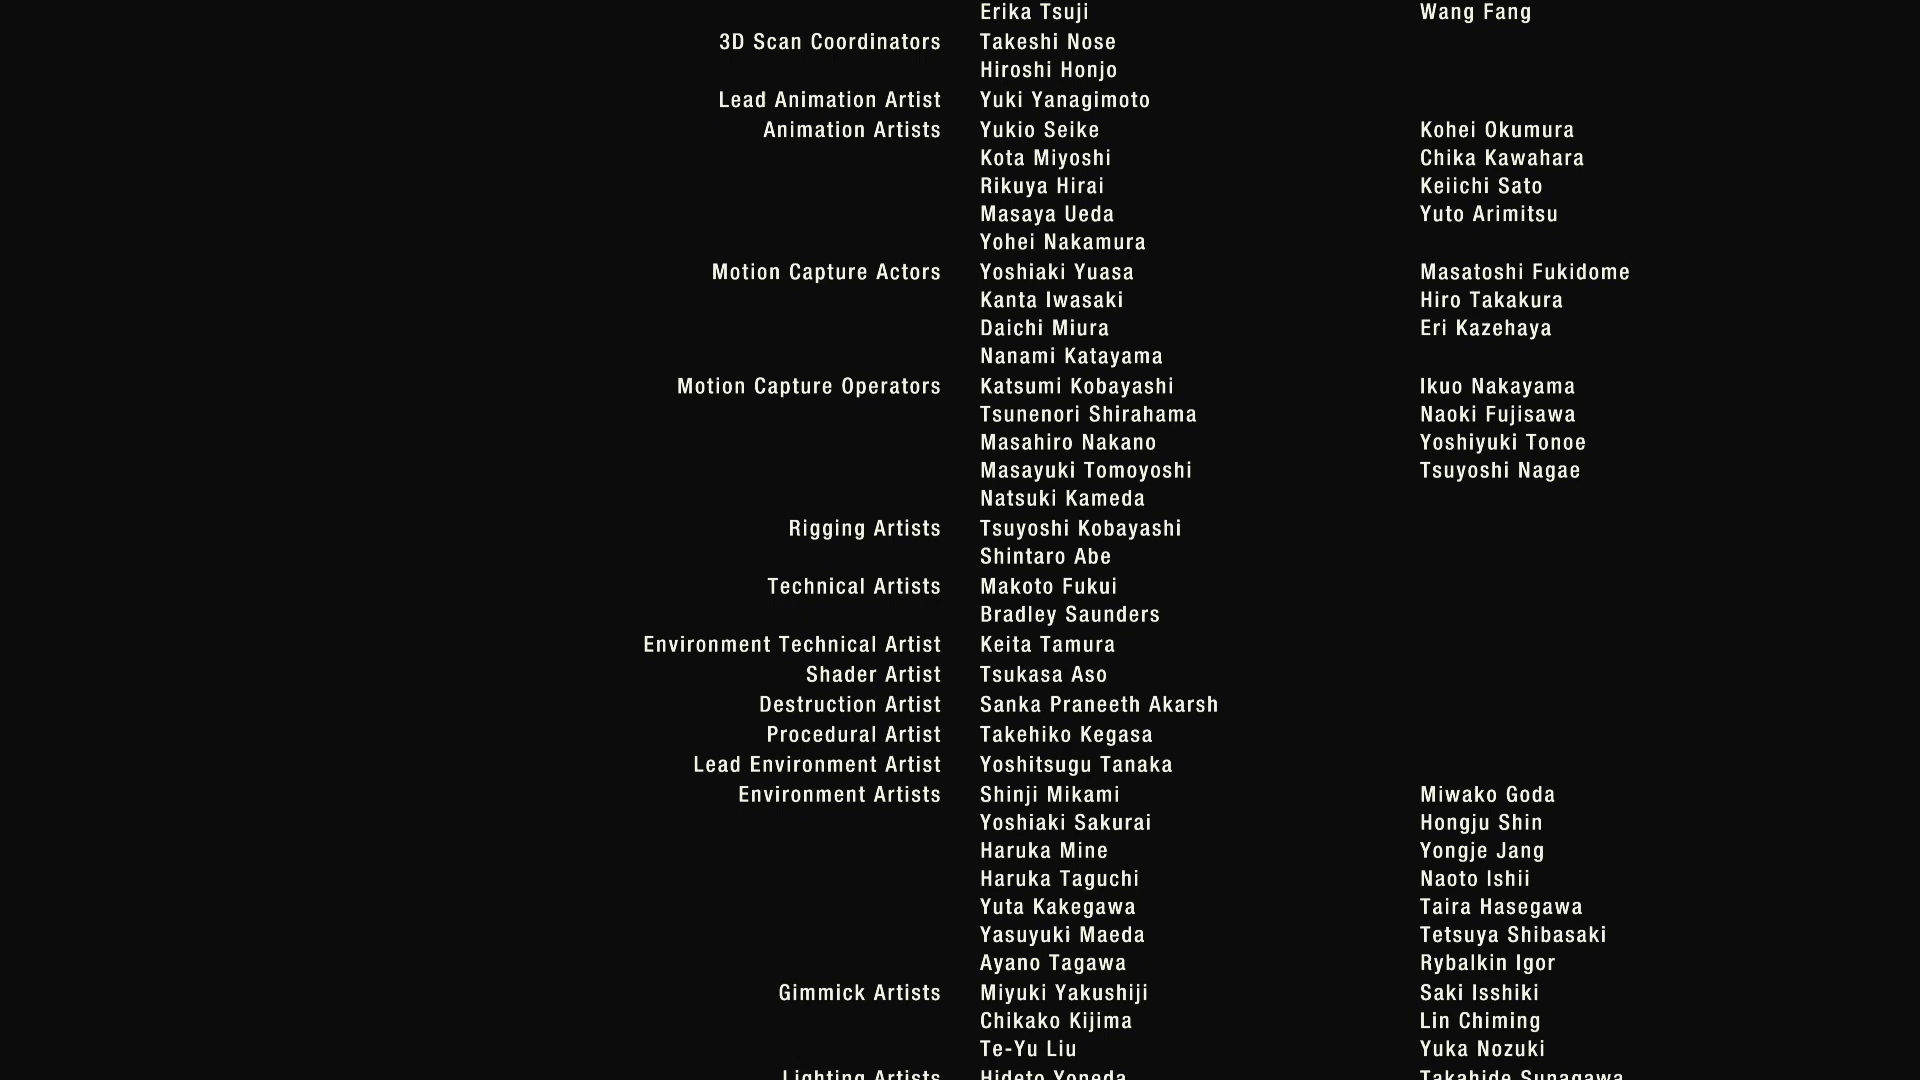 Erika Tsuji Wang Fang
3D Scan Coordinators Takeshi Nose
Hiroshi Honjo
Lead Animation Artist Yuki Yanagimoto
Animation Artists Yukio Seike Kohei Okumura
Kota Miyoshi Chika Kawahara
Rikuya Hirai Keiichi Sato
Masaya Ueda Yuto Arimitsu
Yohei Nakamura
Motion Capture Actors Yoshiaki Yuasa Masatoshi Fukidome
Kanta Iwasaki Hiro Takakura
Daichi Miura Eri Kazehaya
Nanami Katayama
Motion Capture Operators Katsumi Kobayashi Ikuo Nakayama
Tsunenori Shirahama Naoki Fujisawa
Masahiro Nakano Yoshiyuki Tonoe
Masayuki Tomoyoshi Tsuyoshi Nagae
Natsuki Kameda
Rigging Artists Tsuyoshi Kobayashi
Shintaro Abe
Technical Artists Makoto Fukui
Bradley Saunders
Environment Technical Artist Keita Tamura
Shader Artist Tsukasa Aso
Destruction Artist Sanka Praneeth Akarsh
Procedural Artist Takehiko Kegasa
Lead Environment Artist Yoshitsugu Tanaka
Environment Artists Shinji Mikami Miwako Goda
Yoshiaki Sakurai Hongju Shin
Haruka Mine Yongje Jang
Haruka Taguchi Naoto Ishii
Yuta Kakegawa Taira Hasegawa
Yasuyuki Maeda Tetsuya Shibasaki
Ayano Tagawa Rybalkin Igor
Gimmick Artists Miyuki Yakushiji Saki Isshiki
Chikako Kijima Lin Chiming
Te-Yu Liu Yuka Nozuki
Lighting Artists Hideto Yoneda Takahide Sunagawa